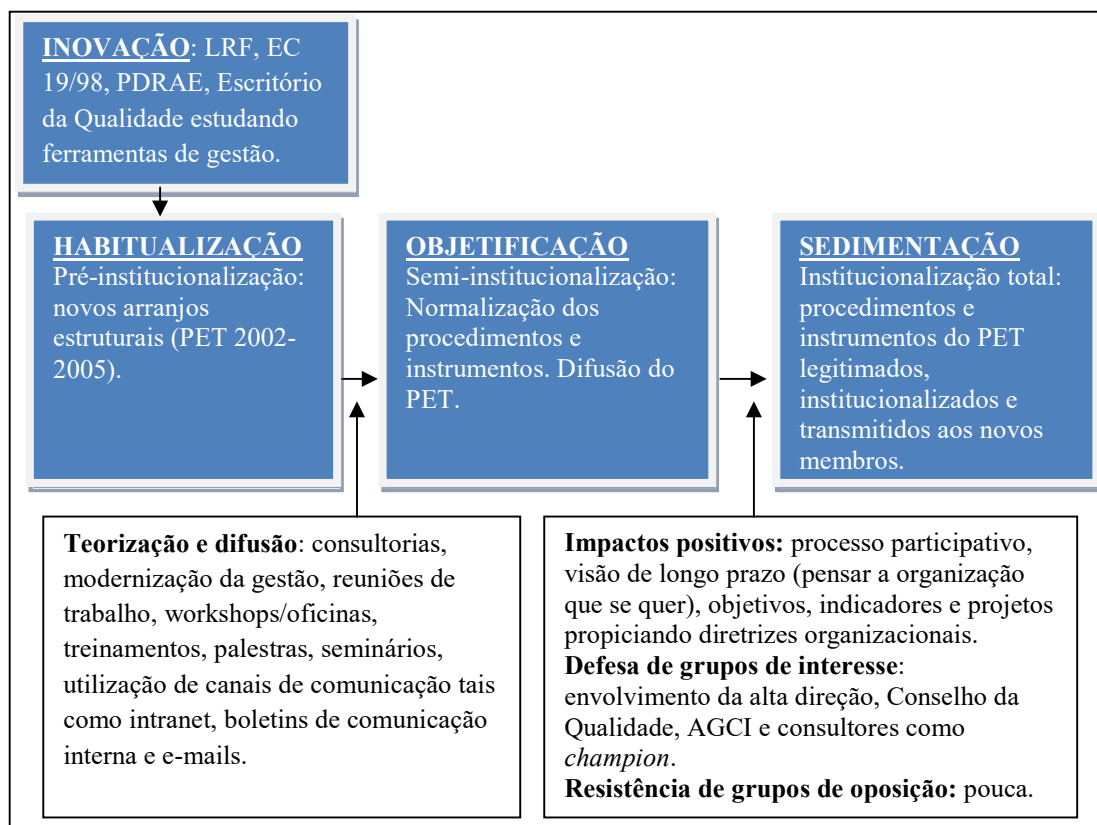 INOVAÇÃO: LRF, EC
19/98, PDRAE, Escritório
da Qualidade estudando
ferramentas de gestão.
HABITUALIZAÇÃO
Pré-institucionalização:
novos arranjos
estruturais (PET 2002-
2005).
OBJETIFICAÇÃO
Semi-institucionalização:
Normalização dos
procedimentos e
instrumentos. Difusão do
PET.
SEDIMENTAÇÃO
Institucionalização total:
procedimentos e
instrumentos do PET
legitimados,
institucionalizados e
transmitidos aos novos
membros.
Teorização e difusão: consultorias,
modernização da gestão, reuniões de
trabalho, workshops/oficinas,
treinamentos, palestras, seminários,
utilização de canais de comunicação tais
como intranet, boletins de comunicação
interna e e-mails.
Impactos positivos: processo participativo,
visão de longo prazo (pensar a organização
que se quer), objetivos, indicadores e projetos
propiciando diretrizes organizacionais.
Defesa de grupos de interesse:
envolvimento da alta direção, Conselho da
Qualidade, AGCI e consultores como
champion.
Resistência de grupos de oposição: pouca.